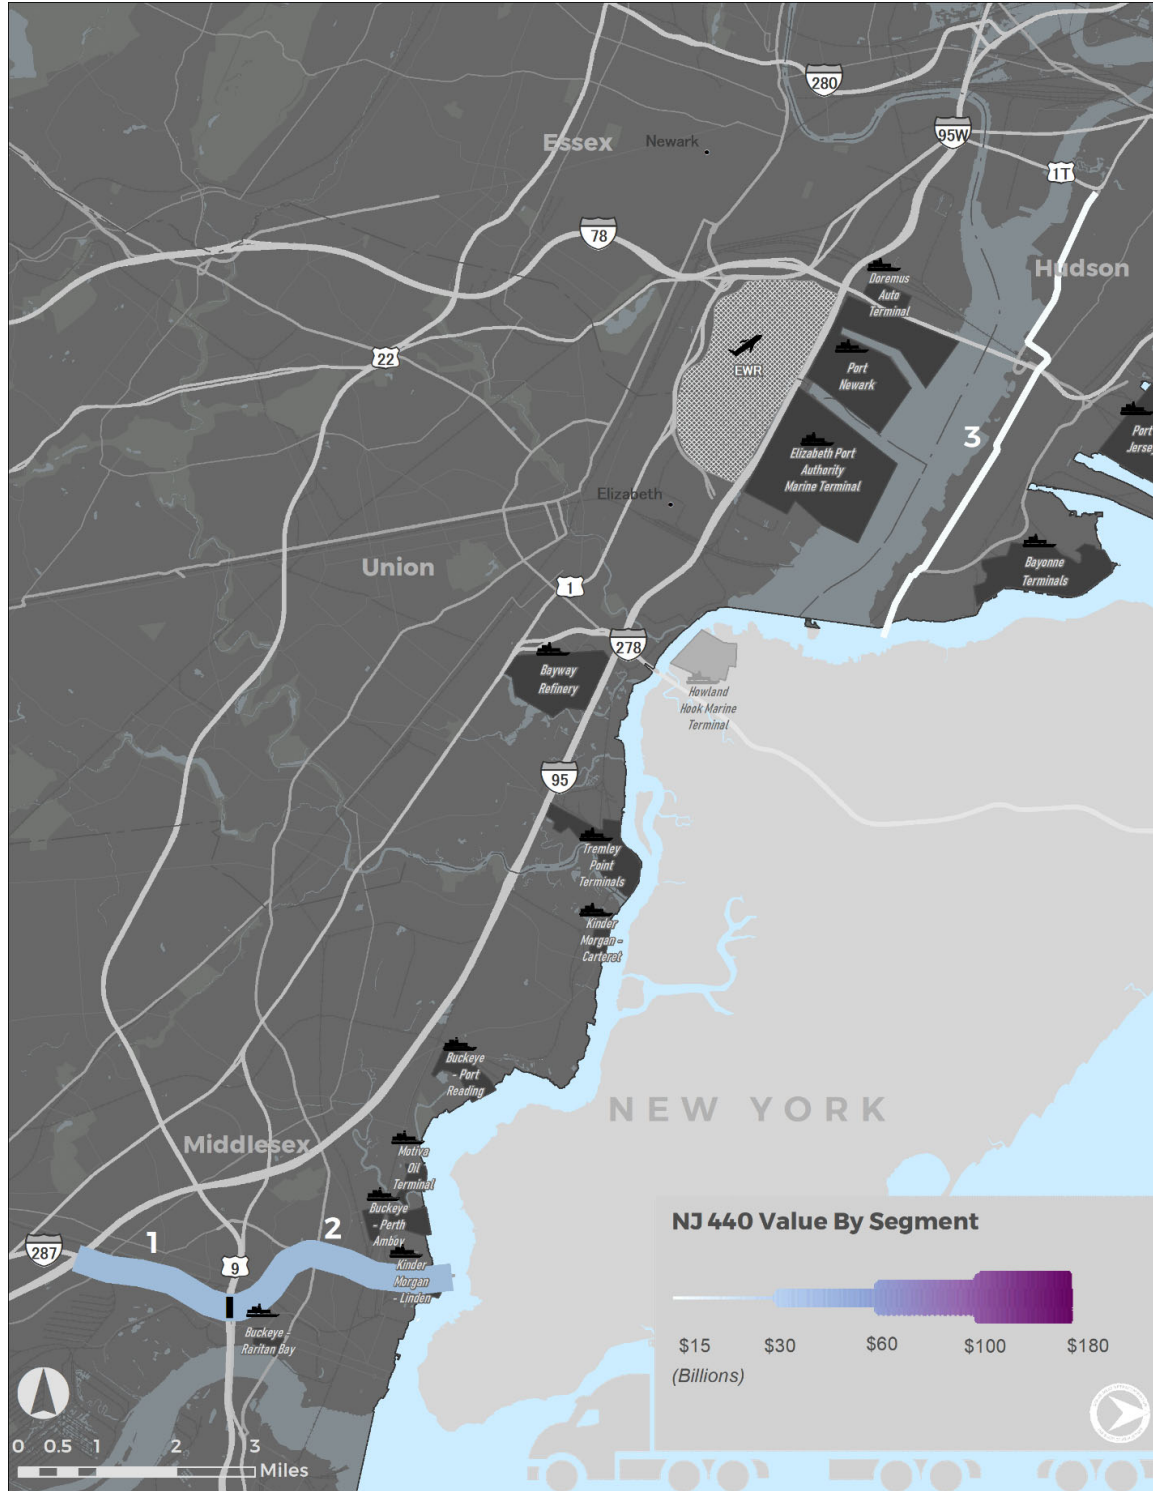 280
95W
Essex
Newark
1T
78
Hudson
Doremus
Auto
Terminal
22
EWR
Port
Newark
3
Port
Jersey
Elizabeth Port
Authority
Marine Terminal
Elizabeth
Union
Bayonne
Terminals
1
278
Bayway
Refinery
Howland
Hook Marine
Terminal
95
Tremley
Point
Terminals
Kinder
Morgan -
Carteret
Buckeye
- Port
Reading
NEW YORK
Middlesex
Motiva
Oil
Terminal
Buckeye
- Perth
Amboy
1
2
287
9
Kinder
Morgan
- Linden
Buckeye -
Raritan Bay
NJ 440 Value By Segment
$15 $30 $60 $100 $180
(Billions)
0 0.5 1 2 3
Miles